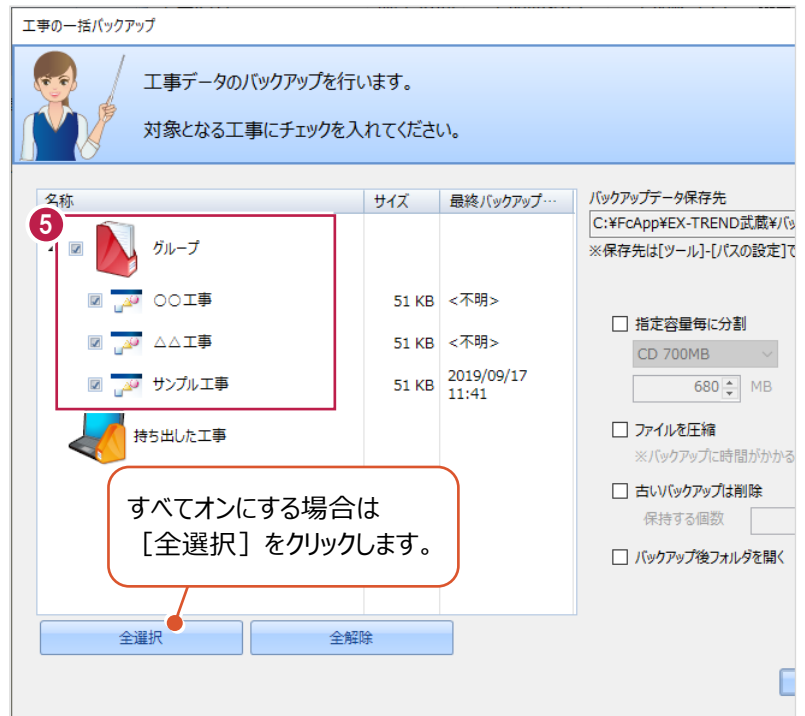 工事の一括バックアップ
工事データのバックアップを行います。
対象となる工事にチェックを入れてください。
名称 サイズ 最終バックアップ…
5
グループ
〇〇工事 51 KB <不明>
△△工事 51 KB <不明>
サンプル工事 51 KB 2019/09/17 11:41
持ち出した工事
すべてオンにする場合は
［全選択］をクリックします。
全選択 全解除
バックアップデータ保存先
C:¥FcApp¥EX-TREND武蔵¥バッ
※保存先は[ツール]-[パスの設定]で
指定容量毎に分割
CD 700MB
680 MB
ファイルを圧縮
※バックアップに時間がかかる
古いバックアップは削除
保持する個数
バックアップ後フォルダを開く